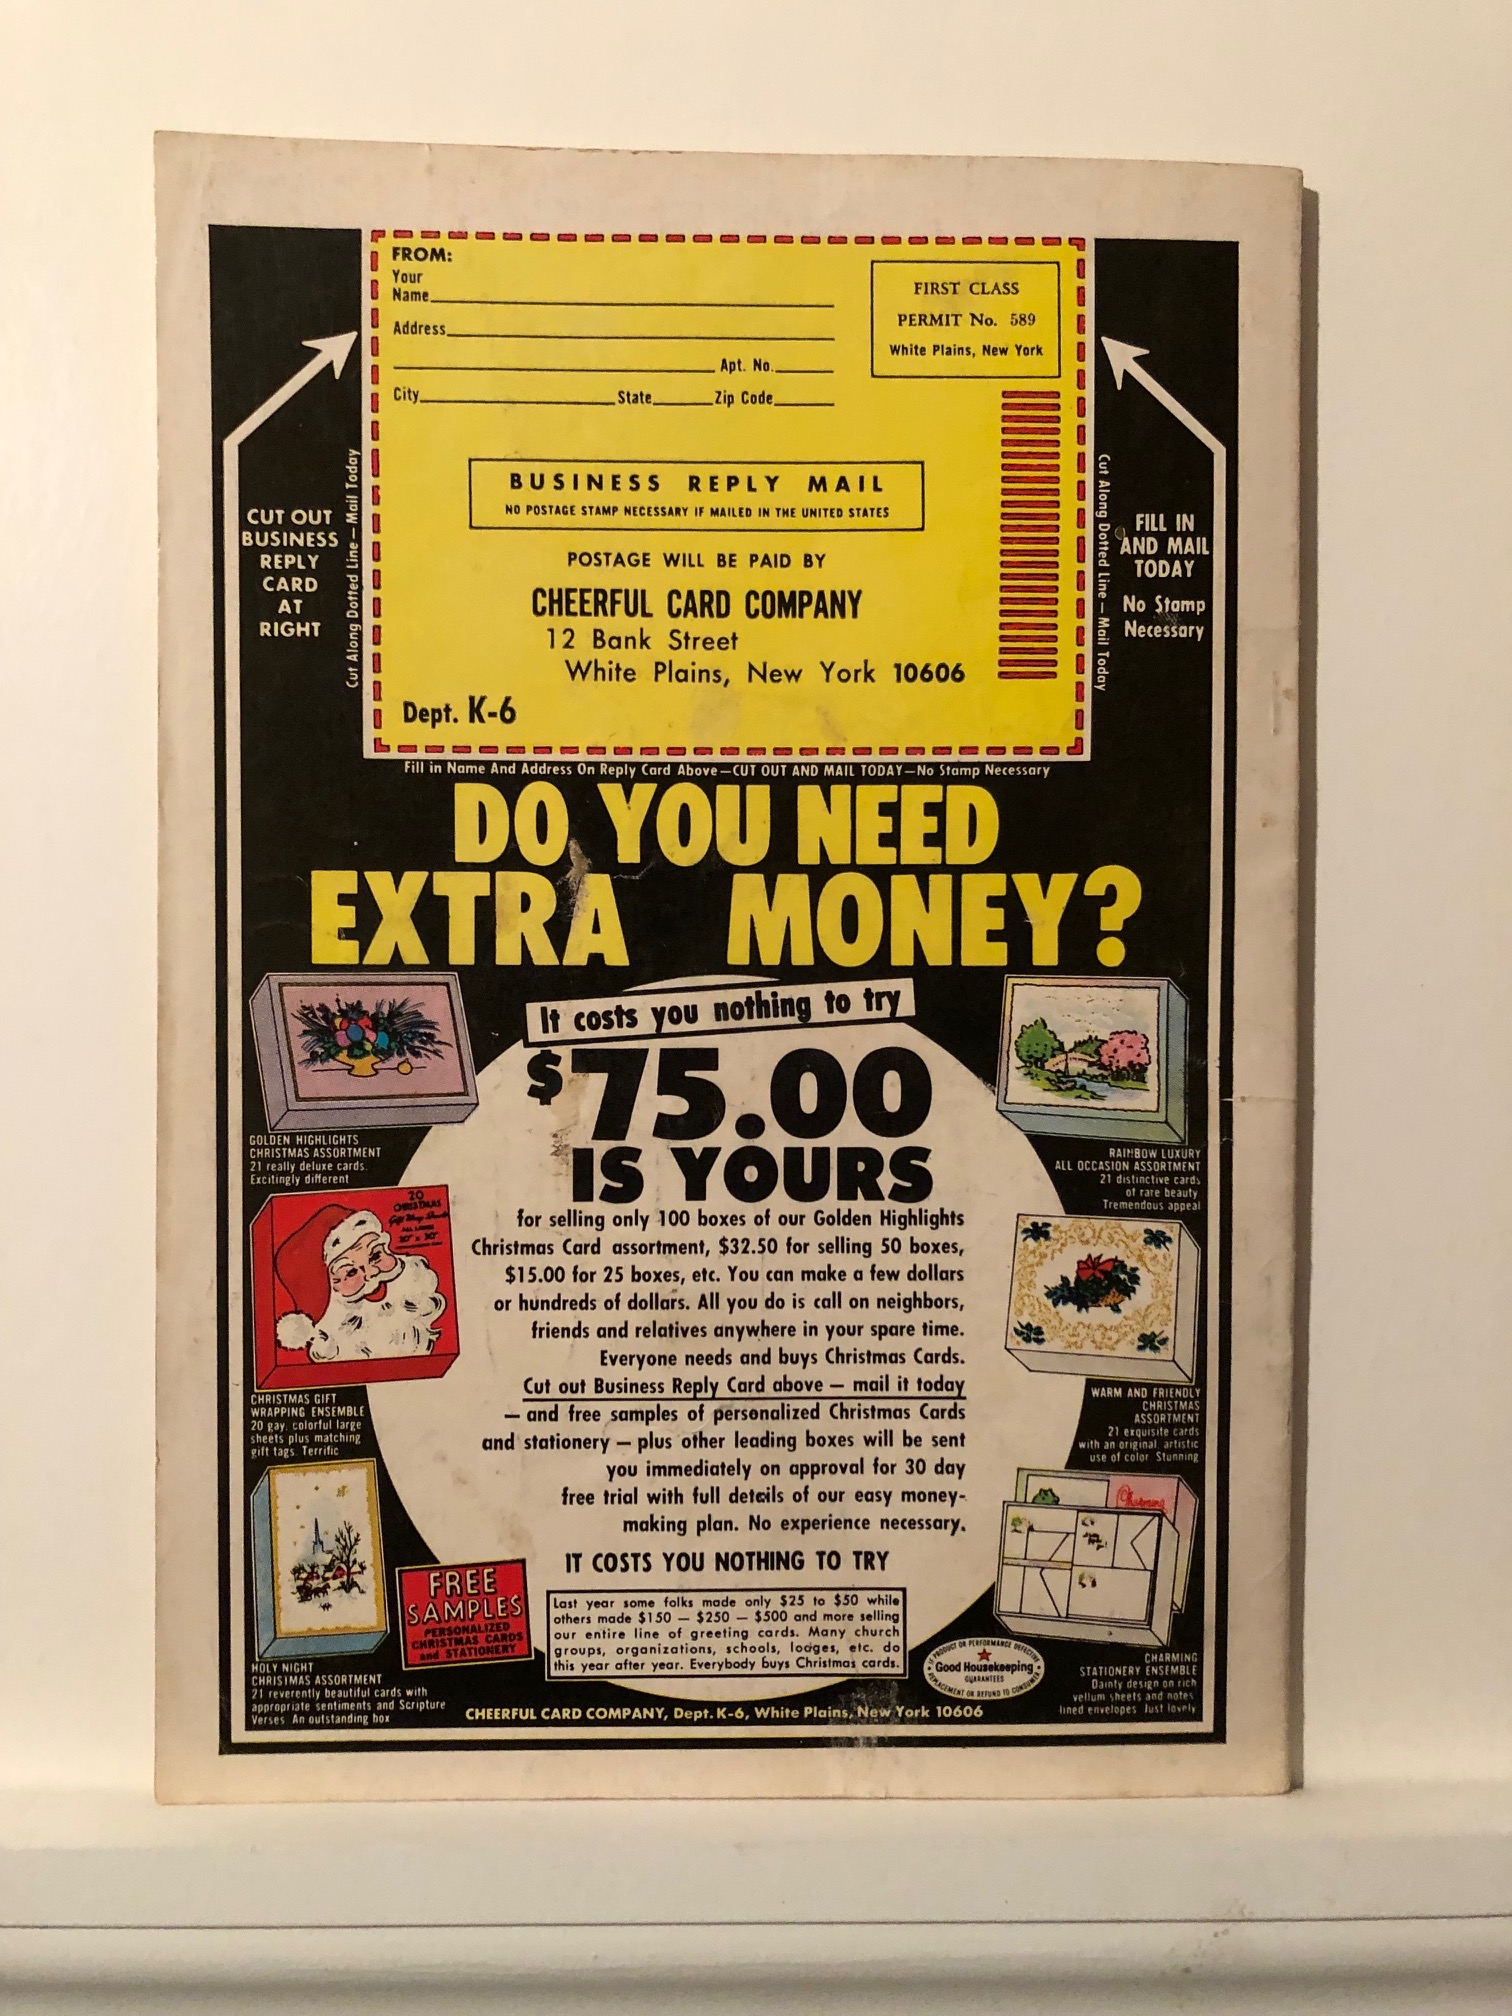 FROM:
Your
Name
Address
Apt. No.
City State Zip Code
FIRST CLASS
PERMIT No. 589
White Plains, New York
BUSINESS REPLY MAIL
NO POSTAGE STAMP NECESSARY IF MAILED IN THE UNITED STATES
POSTAGE WILL BE PAID BY
CHEERFUL CARD COMPANY
12 Bank Street
White Plains, New York 10606
Dept. K-6
CUT OUT
BUSINESS
REPLY
CARD
AT
RIGHT
Cut Along Dotted Line — Mail Today
Cut Along Dotted Line — Mail Today
FILL IN
AND MAIL
TODAY
No Stamp
Necessary
Fill in Name And Address On Reply Card Above—CUT OUT AND MAIL TODAY—No Stamp Necessary
DO YOU NEED
EXTRA MONEY?
It costs you nothing to try
$75.00
IS YOURS
for selling only 100 boxes of our Golden Highlights
Christmas Card assortment, $32.50 for selling 50 boxes,
$15.00 for 25 boxes, etc. You can make a few dollars
or hundreds of dollars. All you do is call on neighbors,
friends and relatives anywhere in your spare time.
Everyone needs and buys Christmas Cards.
Cut out Business Reply Card above — mail it today
— and free samples of personalized Christmas Cards
and stationery — plus other leading boxes will be sent
you immediately on approval for 30 day
free trial with full details of our easy money-
making plan. No experience necessary.
IT COSTS YOU NOTHING TO TRY
Last year some folks made only $25 to $50 while
others made $150 — $250 — $500 and more selling
our entire line of greeting cards. Many church
groups, organizations, schools, lodges, etc. do
this year after year. Everybody buys Christmas cards.
GOLDEN HIGHLIGHTS
CHRISTMAS ASSORTMENT
21 really deluxe cards.
Excitingly different
20
CHRISTMAS
CHRISTMAS GIFT
WRAPPING ENSEMBLE
20 gay, colorful large
sheets plus matching
gift tags. Terrific
HOLY NIGHT
CHRISTMAS ASSORTMENT
21 reverently beautiful cards with
appropriate sentiments and Scripture
Verses. An outstanding box
FREE
SAMPLES
PERSONALIZED
CHRISTMAS CARDS
and STATIONERY
RAINBOW LUXURY
ALL OCCASION ASSORTMENT
21 distinctive cards
of rare beauty.
Tremendous appeal
WARM AND FRIENDLY
CHRISTMAS
ASSORTMENT
21 exquisite cards
with an original, artistic
use of color. Stunning
Charming
CHARMING
STATIONERY ENSEMBLE
Dainty design on rich
vellum sheets and notes,
lined envelopes. Just lovely
IF PRODUCT OR PERFORMANCE DEFECTIVE
Good Housekeeping
GUARANTEES
REPLACEMENT OR REFUND TO CONSUMER
CHEERFUL CARD COMPANY, Dept. K-6, White Plains, New York 10606